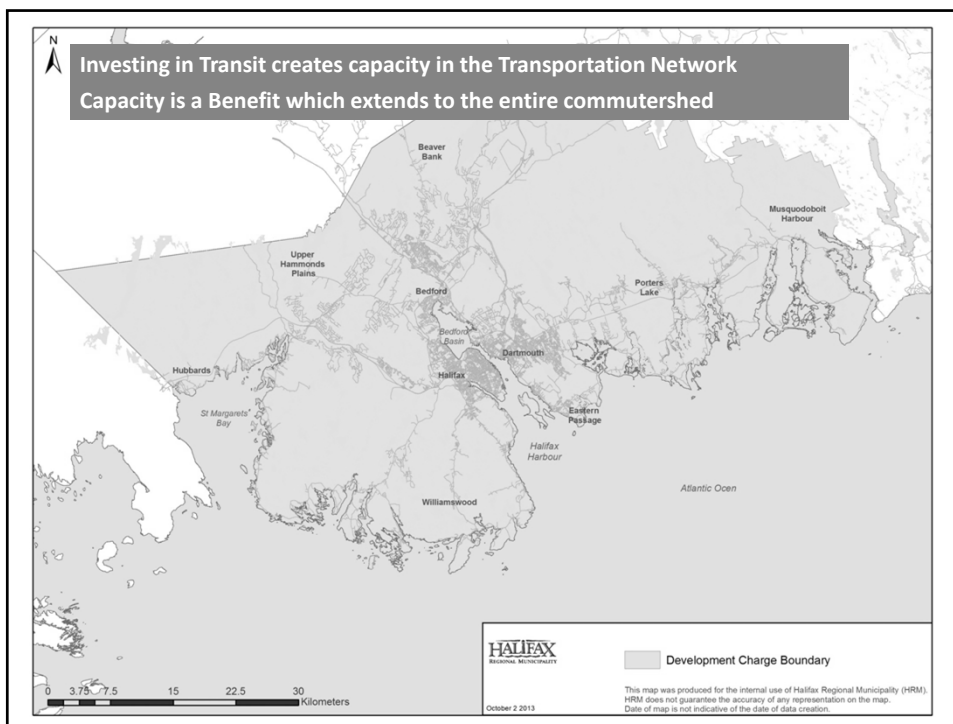 N
Investing in Transit creates capacity in the Transportation Network
Capacity is a Benefit which extends to the entire commutershed
Beaver
Bank
Musquodoboit
Harbour
Upper
Hammonds
Plains
Porters
Lake
Bedford
Bedford
Basin
Dartmouth
Hubbards
Halifax
St Margarets
Bay
Eastern
Passage
Halifax
Harbour
Atlantic Ocen
Williamswood
HALIFAX
REGIONAL MUNICIPALITY
Development Charge Boundary
0 3.75 7.5 15 22.5 30
Kilometers
October 2 2013
This map was produced for the internal use of Halifax Regional Municipality (HRM).
HRM does not guarantee the accuracy of any representation on the map.
Date of map is not indicative of the date of data creation.